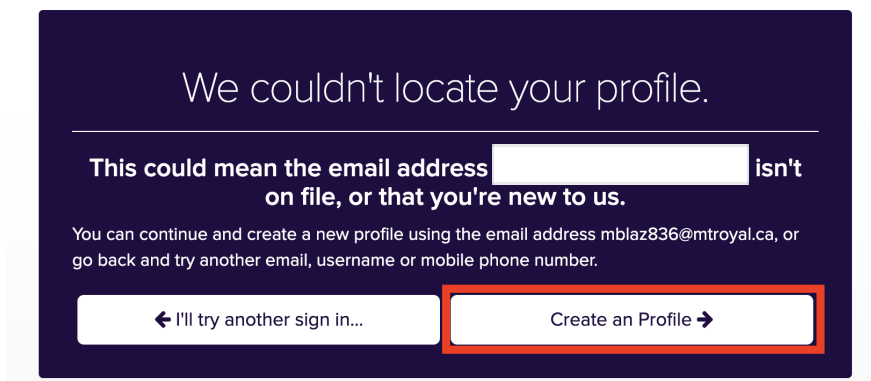 We couldn't locate your profile.
This could mean the email address isn't
on file, or that you're new to us.
You can continue and create a new profile using the email address mblaz836@mtroyal.ca, or
go back and try another email, username or mobile phone number.
I'll try another sign in...
Create an Profile